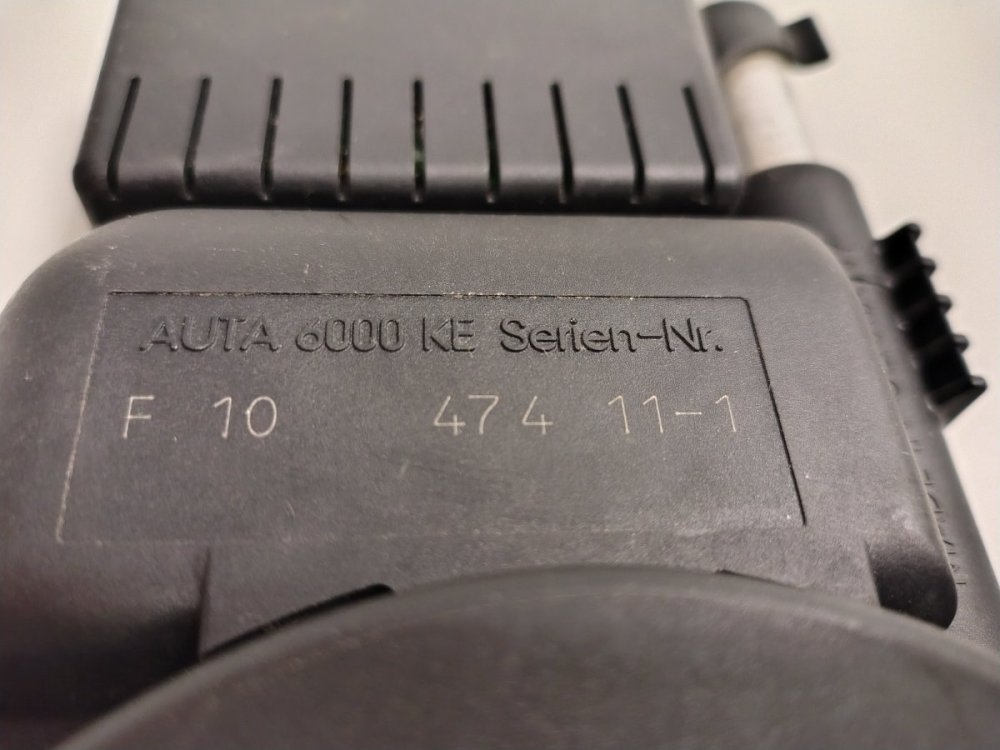 AUTA 6000 KE Serien-Nr.
F 10 474 11-1